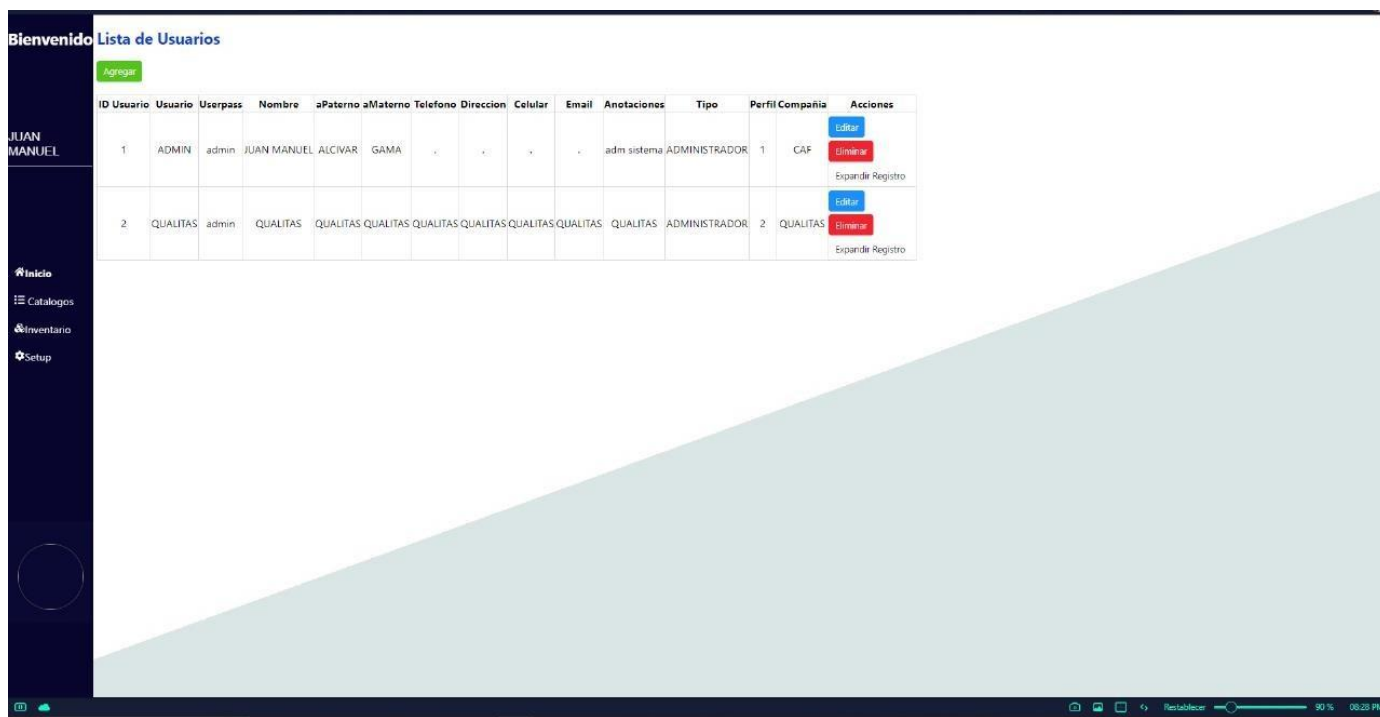 Bienvenido
Lista de Usuarios
Agregar
ID Usuario Usuario Userpass Nombre aPaterno aMaterno Telefono Direccion Celular Email Anotaciones Tipo Perfil Compañia Acciones
1 ADMIN admin JUAN MANUEL ALCIVAR GAMA . . . . adm sistema ADMINISTRADOR 1 CAF Editar
Eliminar
Expandir Registro
2 QUALITAS admin QUALITAS QUALITAS QUALITAS QUALITAS QUALITAS QUALITAS QUALITAS QUALITAS ADMINISTRADOR 2 QUALITAS Editar
Eliminar
Expandir Registro
JUAN
MANUEL
Inicio
Catalogos
Inventario
Setup
Restablecer 90 % 08:28 PM